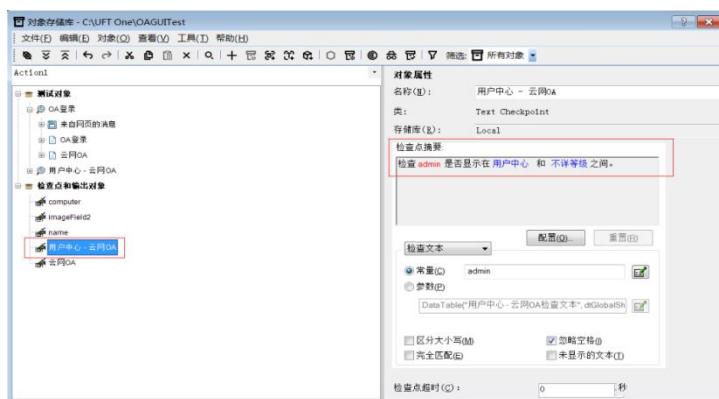 对象存储库 - C:\UFT One\OAGUITest
文件(F) 编辑(E) 对象(O) 查看(V) 工具(T) 帮助(H)
筛选: 所有对象
Action1
测试对象
OA登录
来自网页的消息
OA登录
云网OA
用户中心 - 云网OA
检查点和输出对象
computer
imageField2
name
用户中心 - 云网OA
云网OA
对象属性
名称(N): 用户中心 - 云网OA
类: Text Checkpoint
存储库(R): Local
检查点摘要
检查 admin 是否显示在 用户中心 和 不详等级 之间。
配置(O)... 重置(R)
检查文本
常量(C) admin
参数(P)
DataTable("用户中心 - 云网OA检查文本", dtGlobalSh
区分大小写(M) 忽略空格(I)
完全匹配(E) 未显示的文本(T)
检查点超时(C): 0 秒